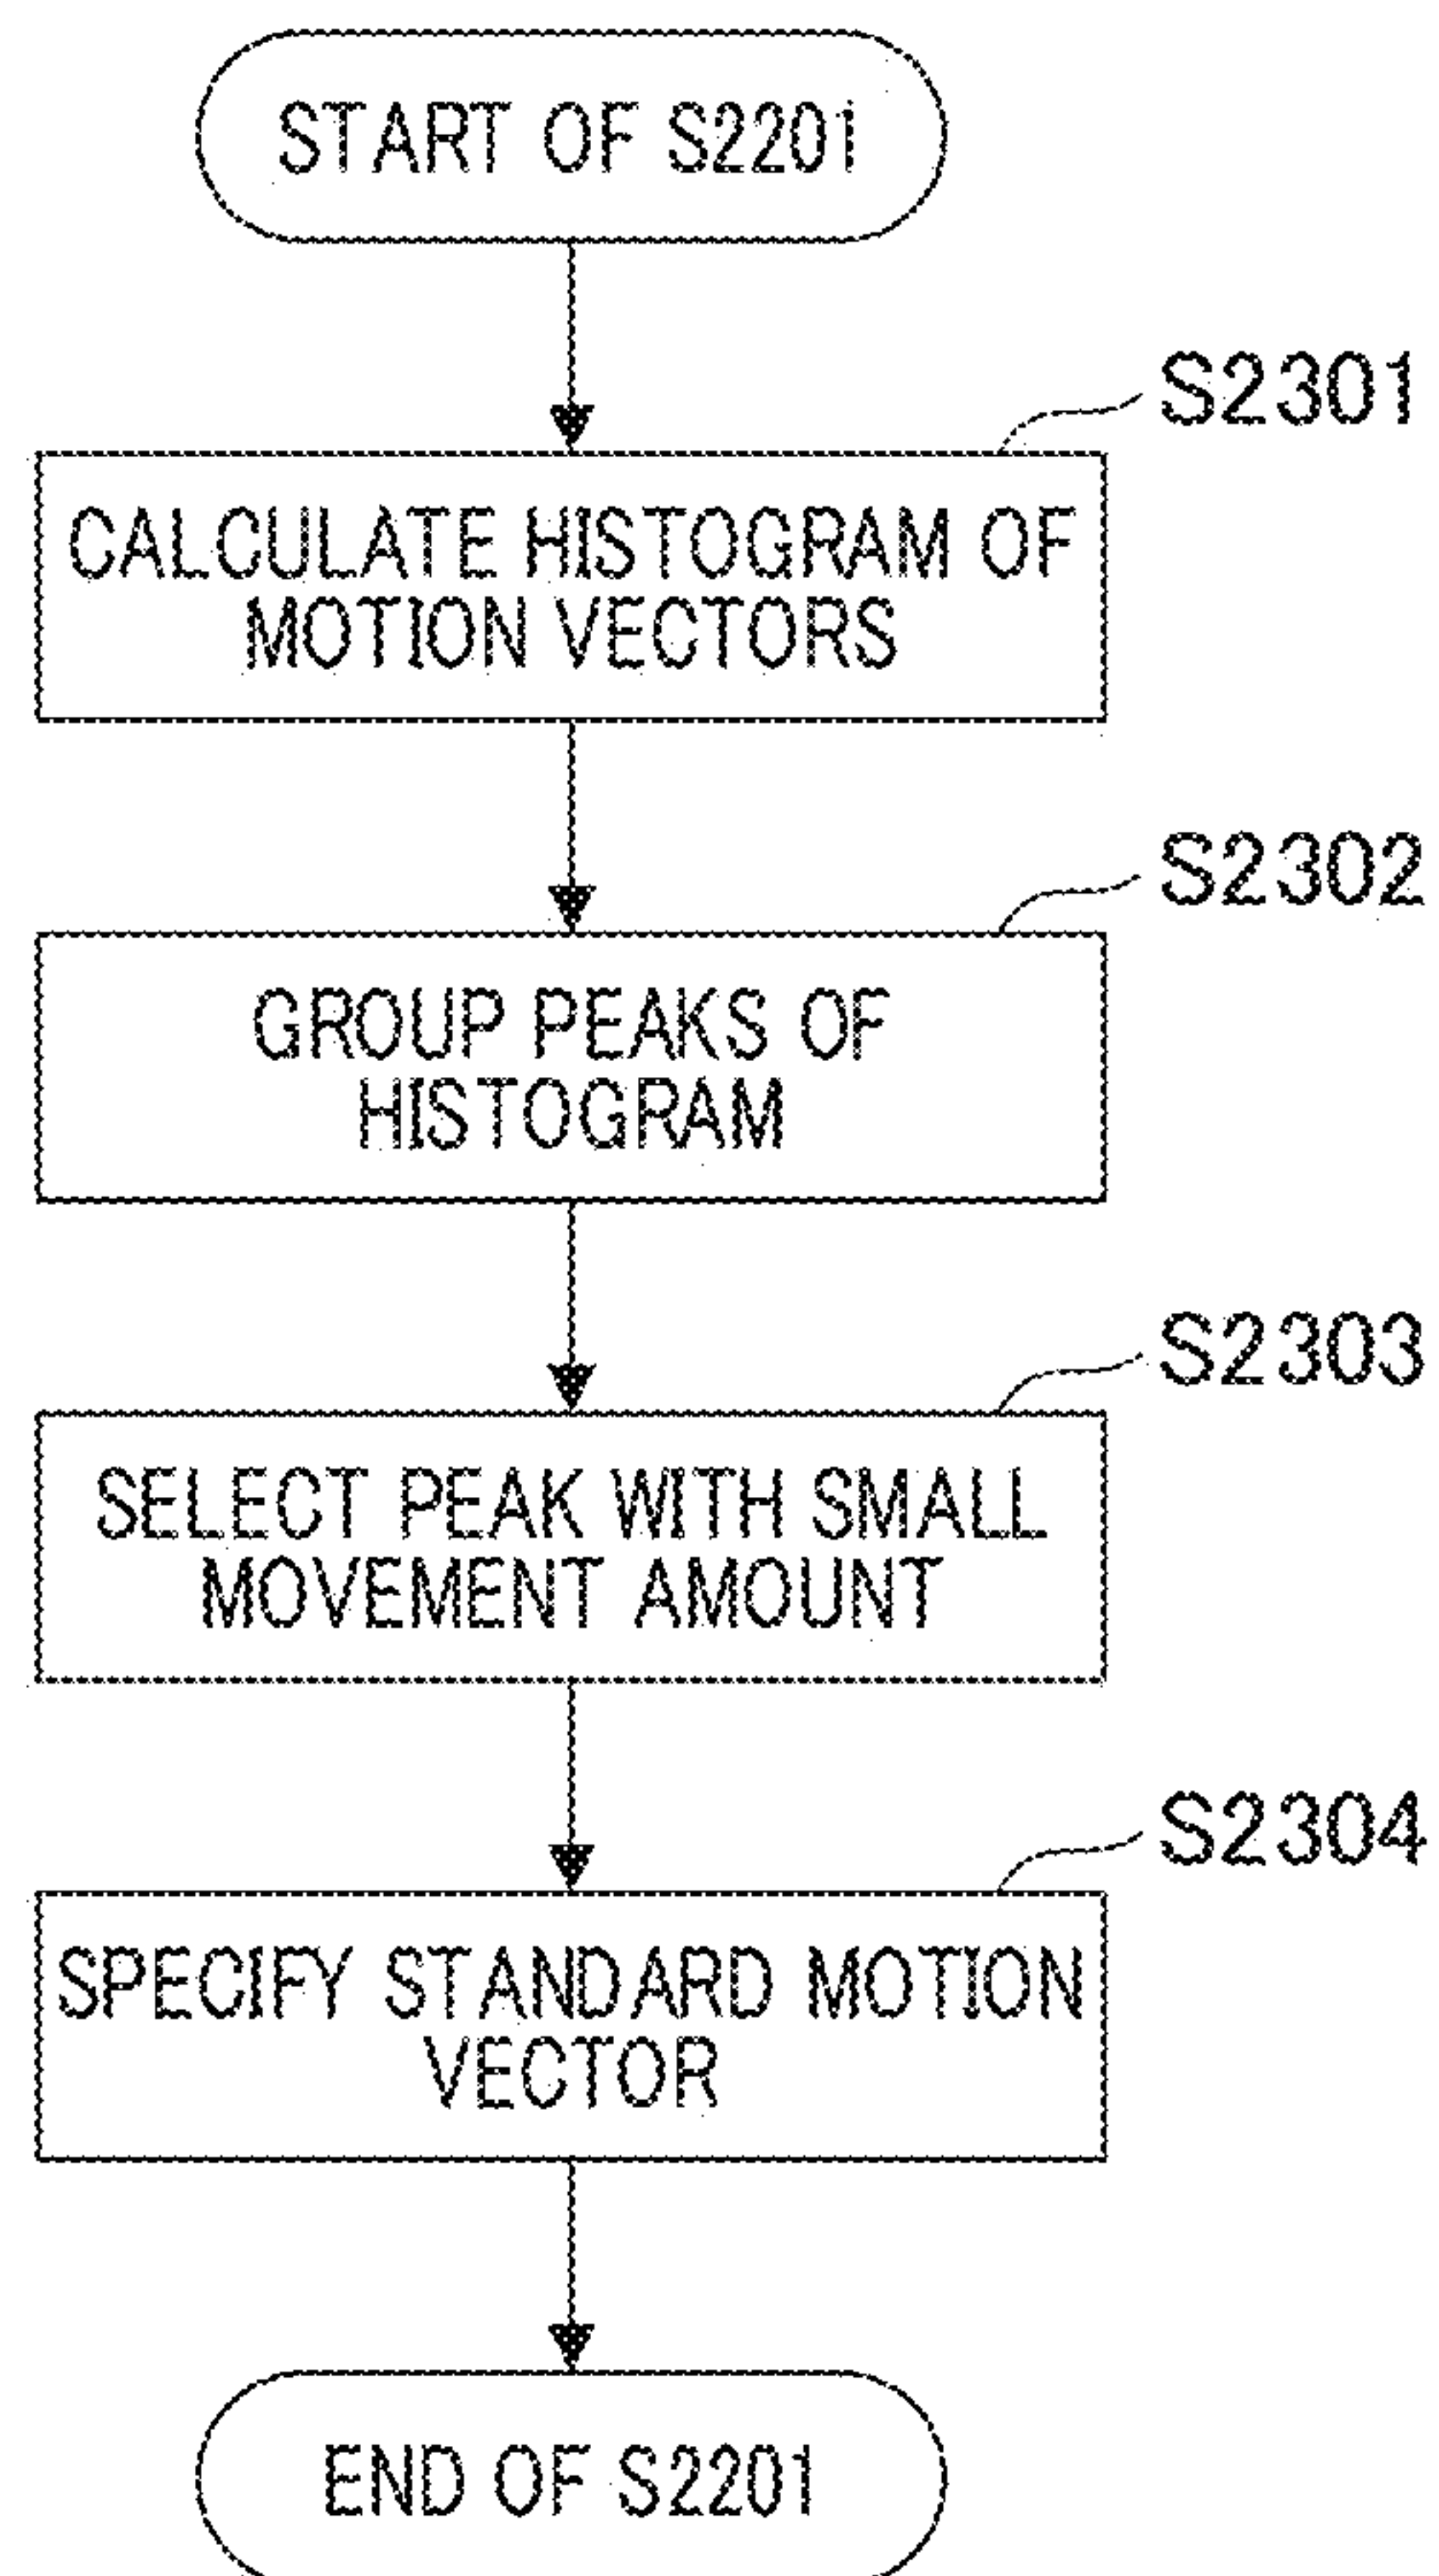 START OF S2201
S2301
CALCULATE HISTOGRAM OF
MOTION VECTORS
S2302
GROUP PEAKS OF
HISTOGRAM
S2303
SELECT PEAK WITH SMALL
MOVEMENT AMOUNT
S2304
SPECIFY STANDARD MOTION
VECTOR
END OF S2201